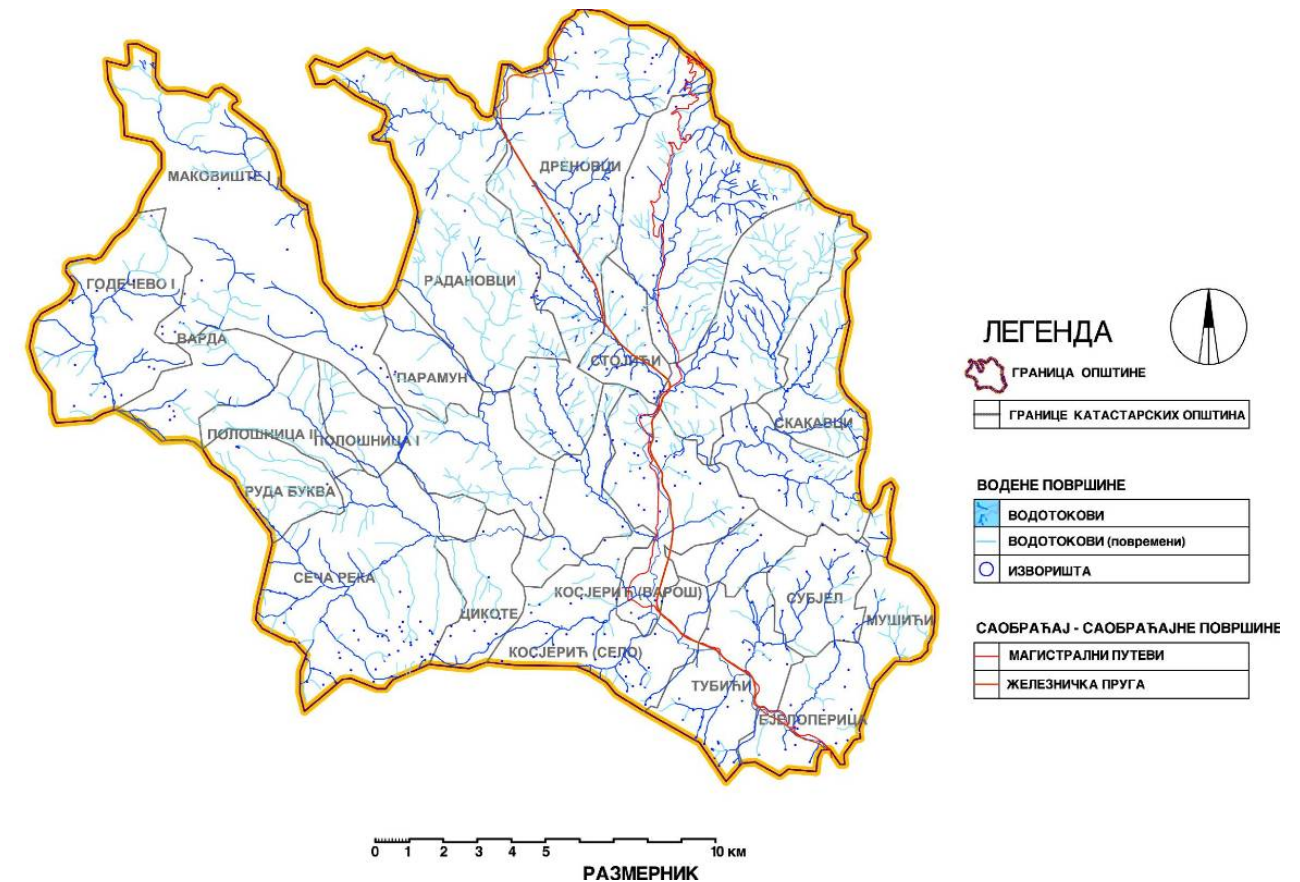 ДРЕНОВЦИ
МАКОВИШТЕ I
РАДАНОВЦИ
ГОДЕЧЕВО I
ВАРДА
СТОЈИЋИ
ПАРАМУН
СКАКАВЦИ
ПОЛОШНИЦА II
ПОЛОШНИЦА I
РУДА БУКВА
СЕЧА РЕКА
КОСЈЕРИЋ (ВАРОШ)
СУБЈЕЛ
ЦИКОТЕ
МУШИЋИ
КОСЈЕРИЋ (СЕЛО)
ТУБИЋИ
БЈЕЛОПЕРИЦА
ЛЕГЕНДА
ГРАНИЦА ОПШТИНЕ
ГРАНИЦЕ КАТАСТАРСКИХ ОПШТИНА
ВОДЕНЕ ПОВРШИНЕ
ВОДОТОКОВИ
ВОДОТОКОВИ (повремени)
ИЗВОРИШТА
САОБРАЋАЈ - САОБРАЋАЈНЕ ПОВРШИНЕ
МАГИСТРАЛНИ ПУТЕВИ
ЖЕЛЕЗНИЧКА ПРУГА
0 1 2 3 4 5 10 км
РАЗМЕРНИК